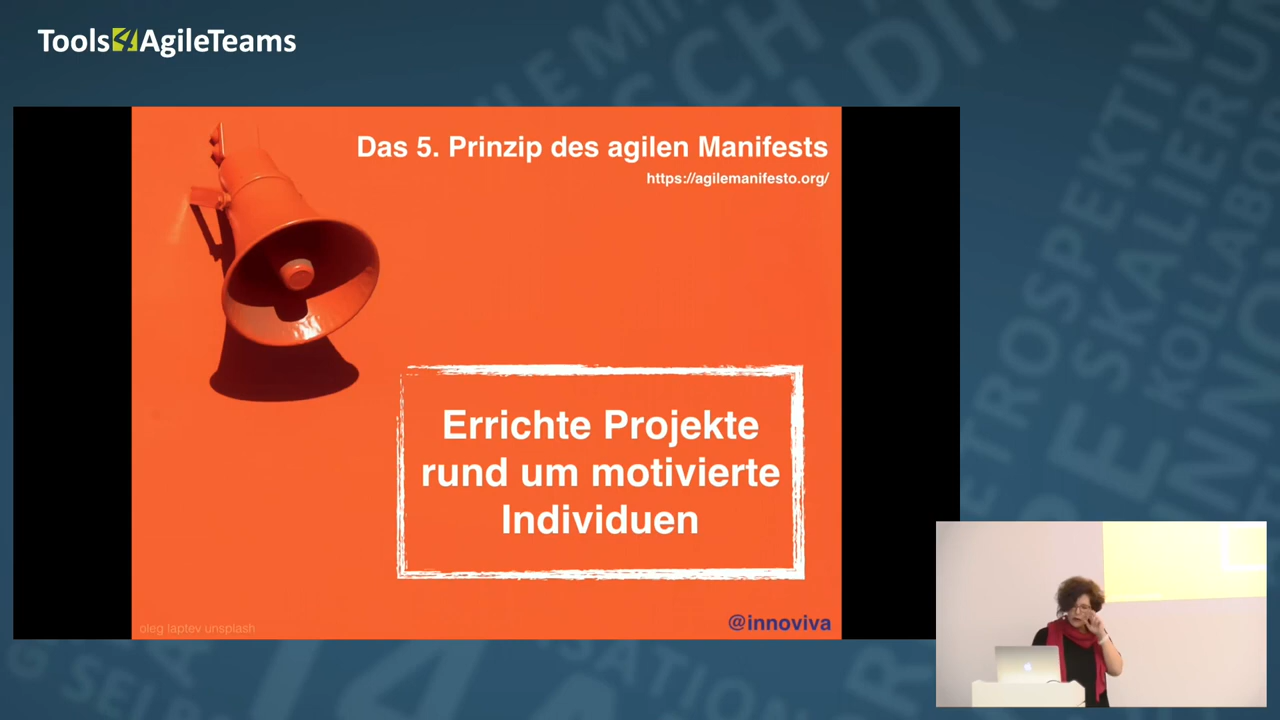 Tools4AgileTeams
Das 5. Prinzip des agilen Manifests
https://agilemanifesto.org/
Errichte Projekte
rund um motivierte
Individuen
oleg laptev unsplash
@innoviva